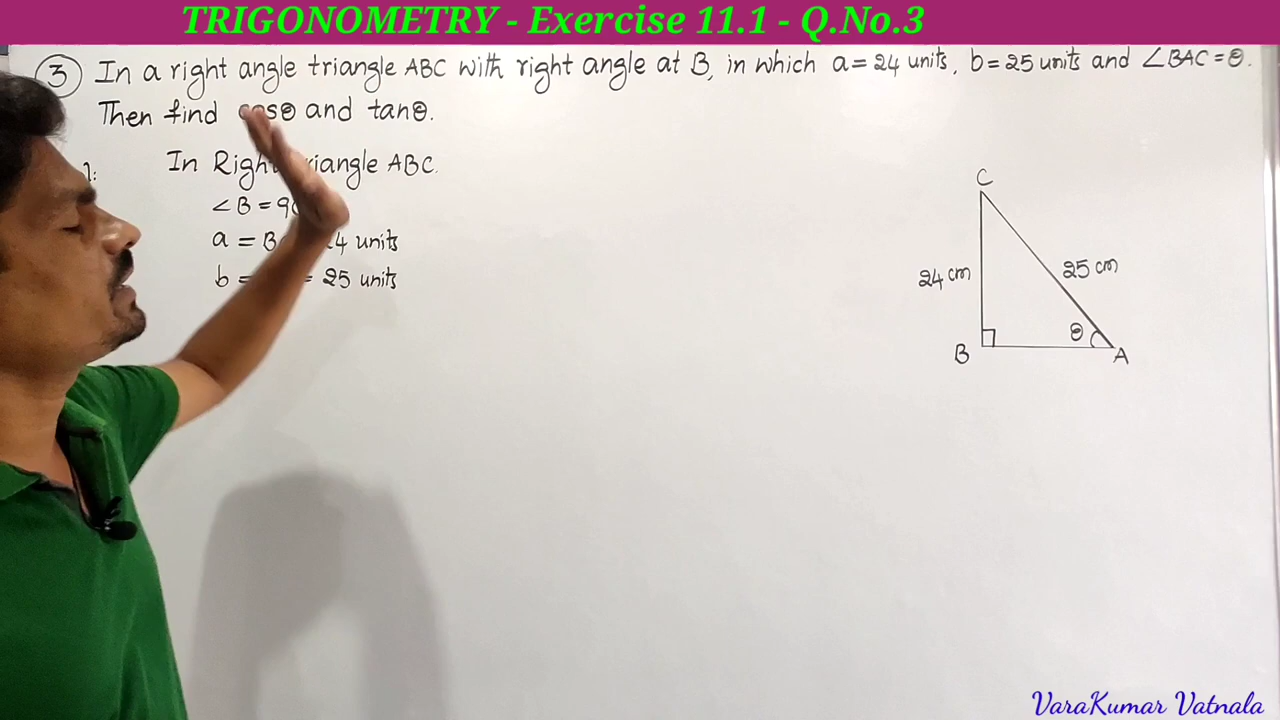 TRIGONOMETRY - Exercise 11.1 - Q.No.3
③ In a right angle triangle ABC with right angle at B, in which a = 24 units, b = 25 units and ∠BAC = θ.
Then find cosθ and tanθ.
In Right triangle ABC.
∠B = 9
a = B 4 units
b = = 25 units
C
24 cm
25 cm
θ
B
A
VaraKumar Vatnala